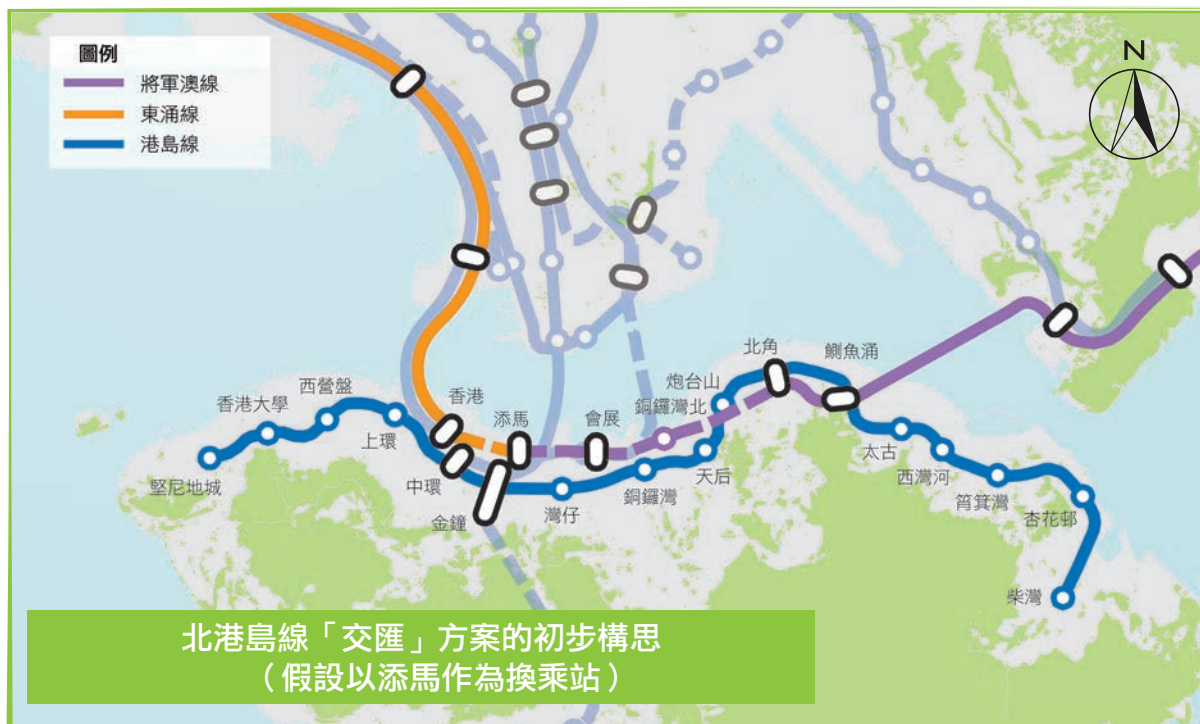 圖例
將軍澳線
東涌線
港島線
N
北角
鰂魚涌
炮台山
銅鑼灣北
西營盤
香港
香港大學
添馬
會展
上環
太古
天后
西灣河
堅尼地城
中環
銅鑼灣
筲箕灣
金鐘
灣仔
杏花邨
柴灣
北港島線「交匯」方案的初步構思
（假設以添馬作為換乘站）